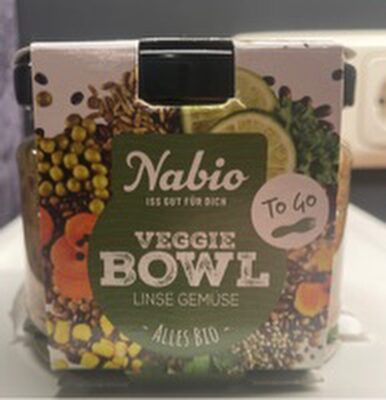 Nabio
ISS GUT FÜR DICH
TO GO
VEGGIE
BOWL
LINSE GEMÜSE
- ALLES BIO -